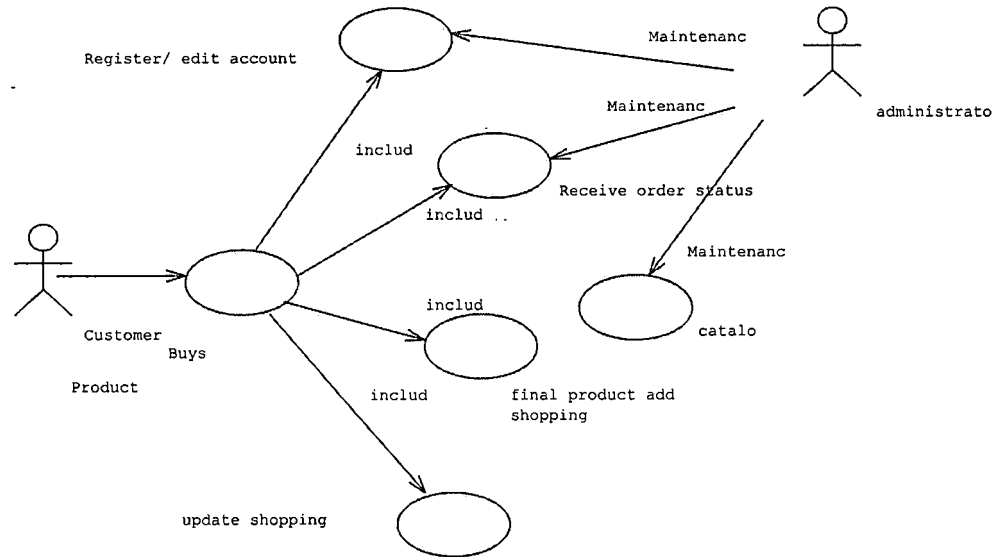 Maintenanc
Register/ edit account
Maintenanc
administrato
includ
Receive order status
includ
Maintenanc
includ
catalo
Customer
Buys
Product
includ
final product add
shopping
update shopping